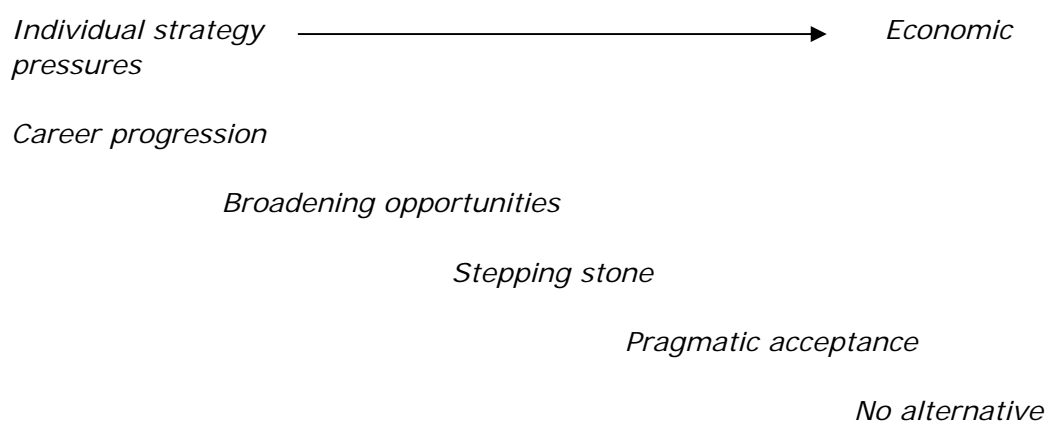 Individual strategy Economic
pressures
Career progression
Broadening opportunities
Stepping stone
Pragmatic acceptance
No alternative